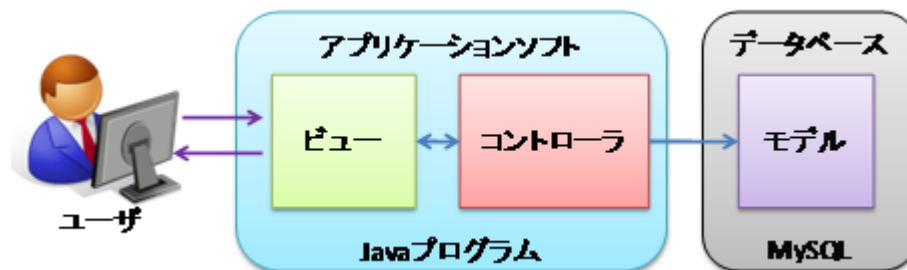 アプリケーションソフト
データベース
ビュー
コントローラ
モデル
ユーザ
Javaプログラム
MySQL